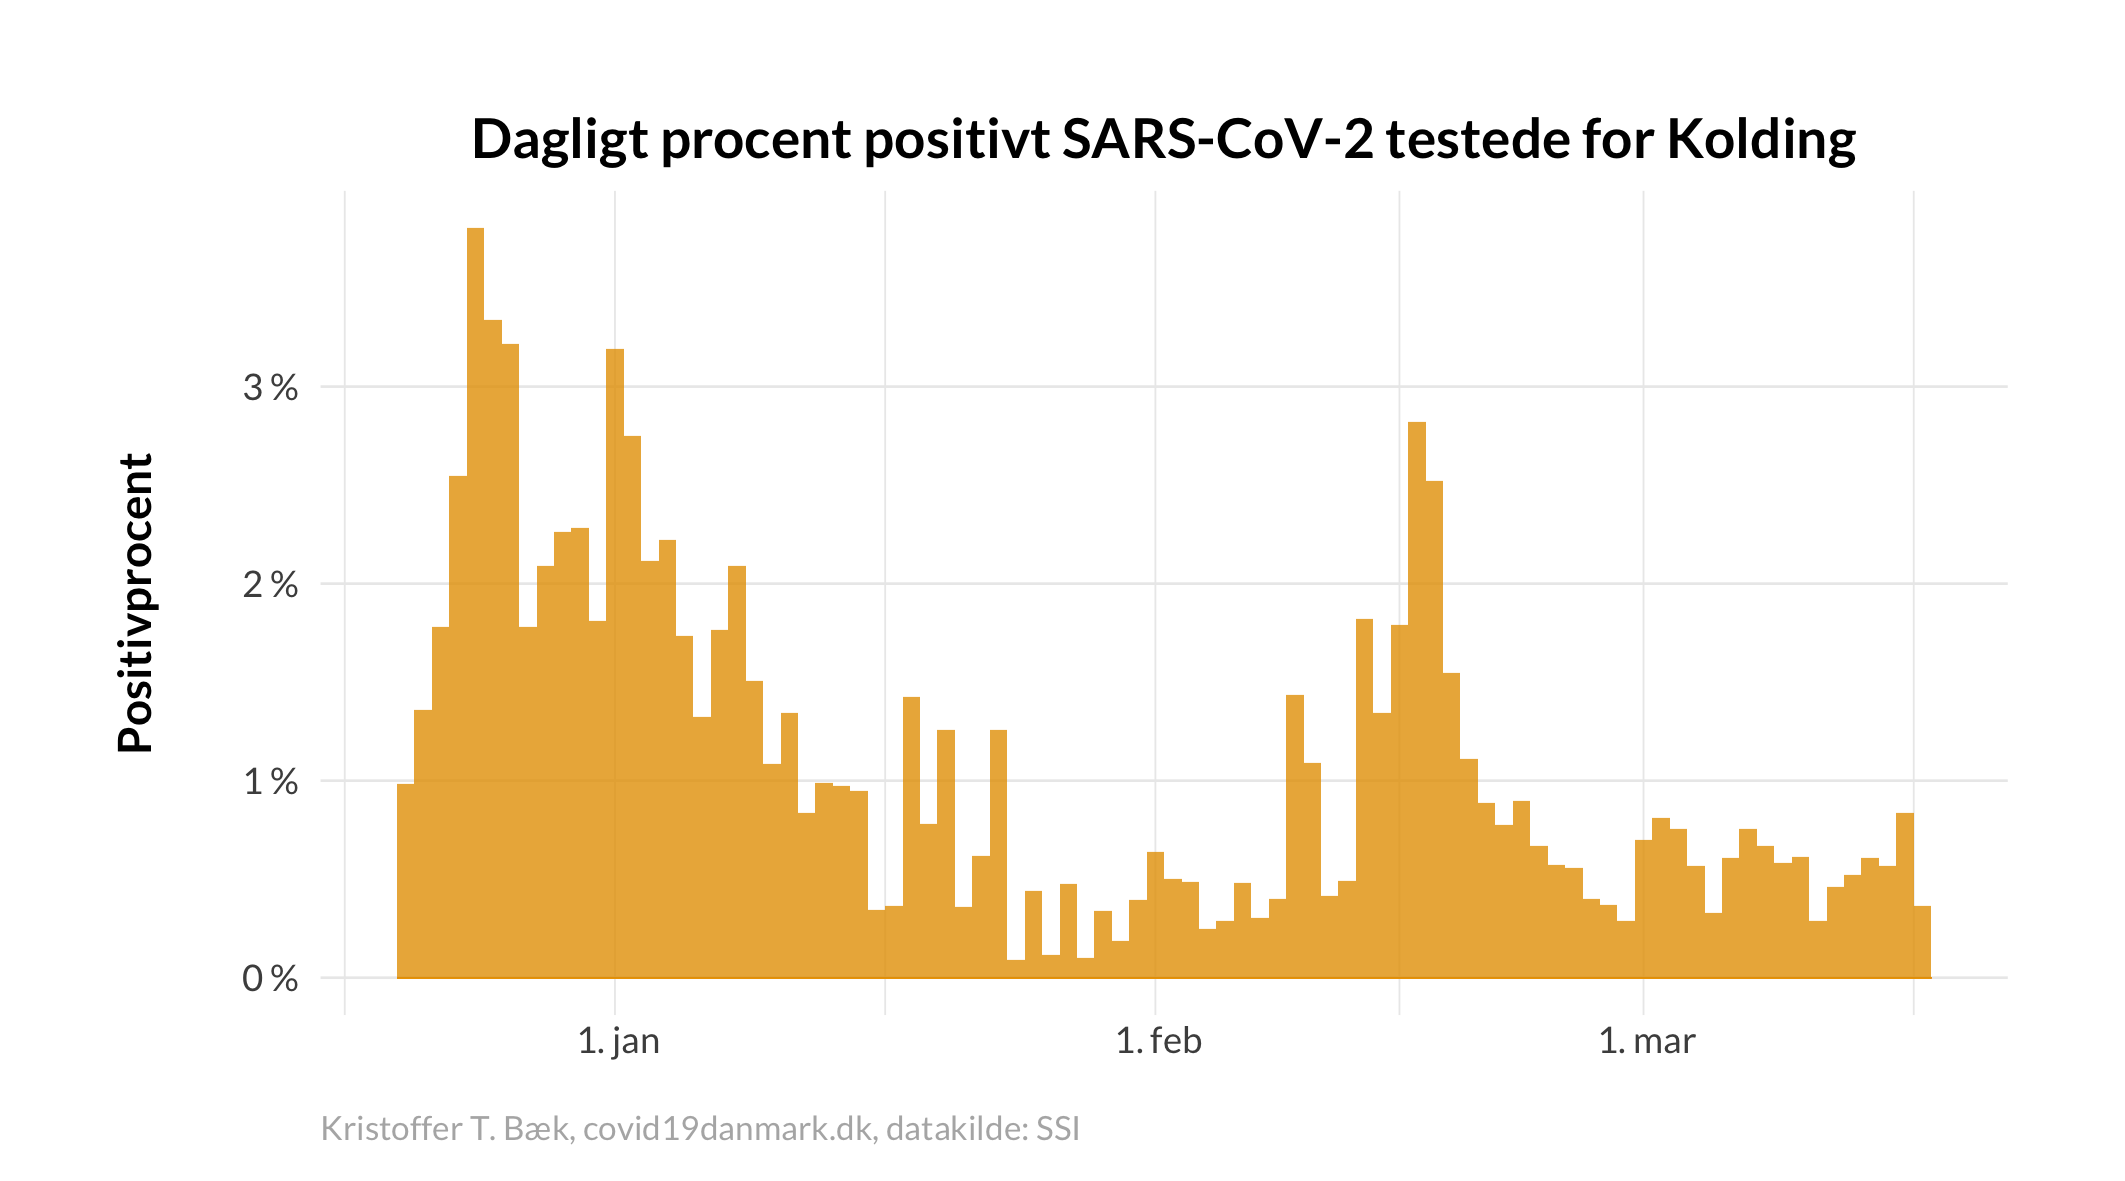 Dagligt procent positivt SARS-CoV-2 testede for Kolding
Positivprocent
3 %
2 %
1 %
0 %
1. jan
1. feb
1. mar
Kristoffer T. Bæk, covid19danmark.dk, datakilde: SSI